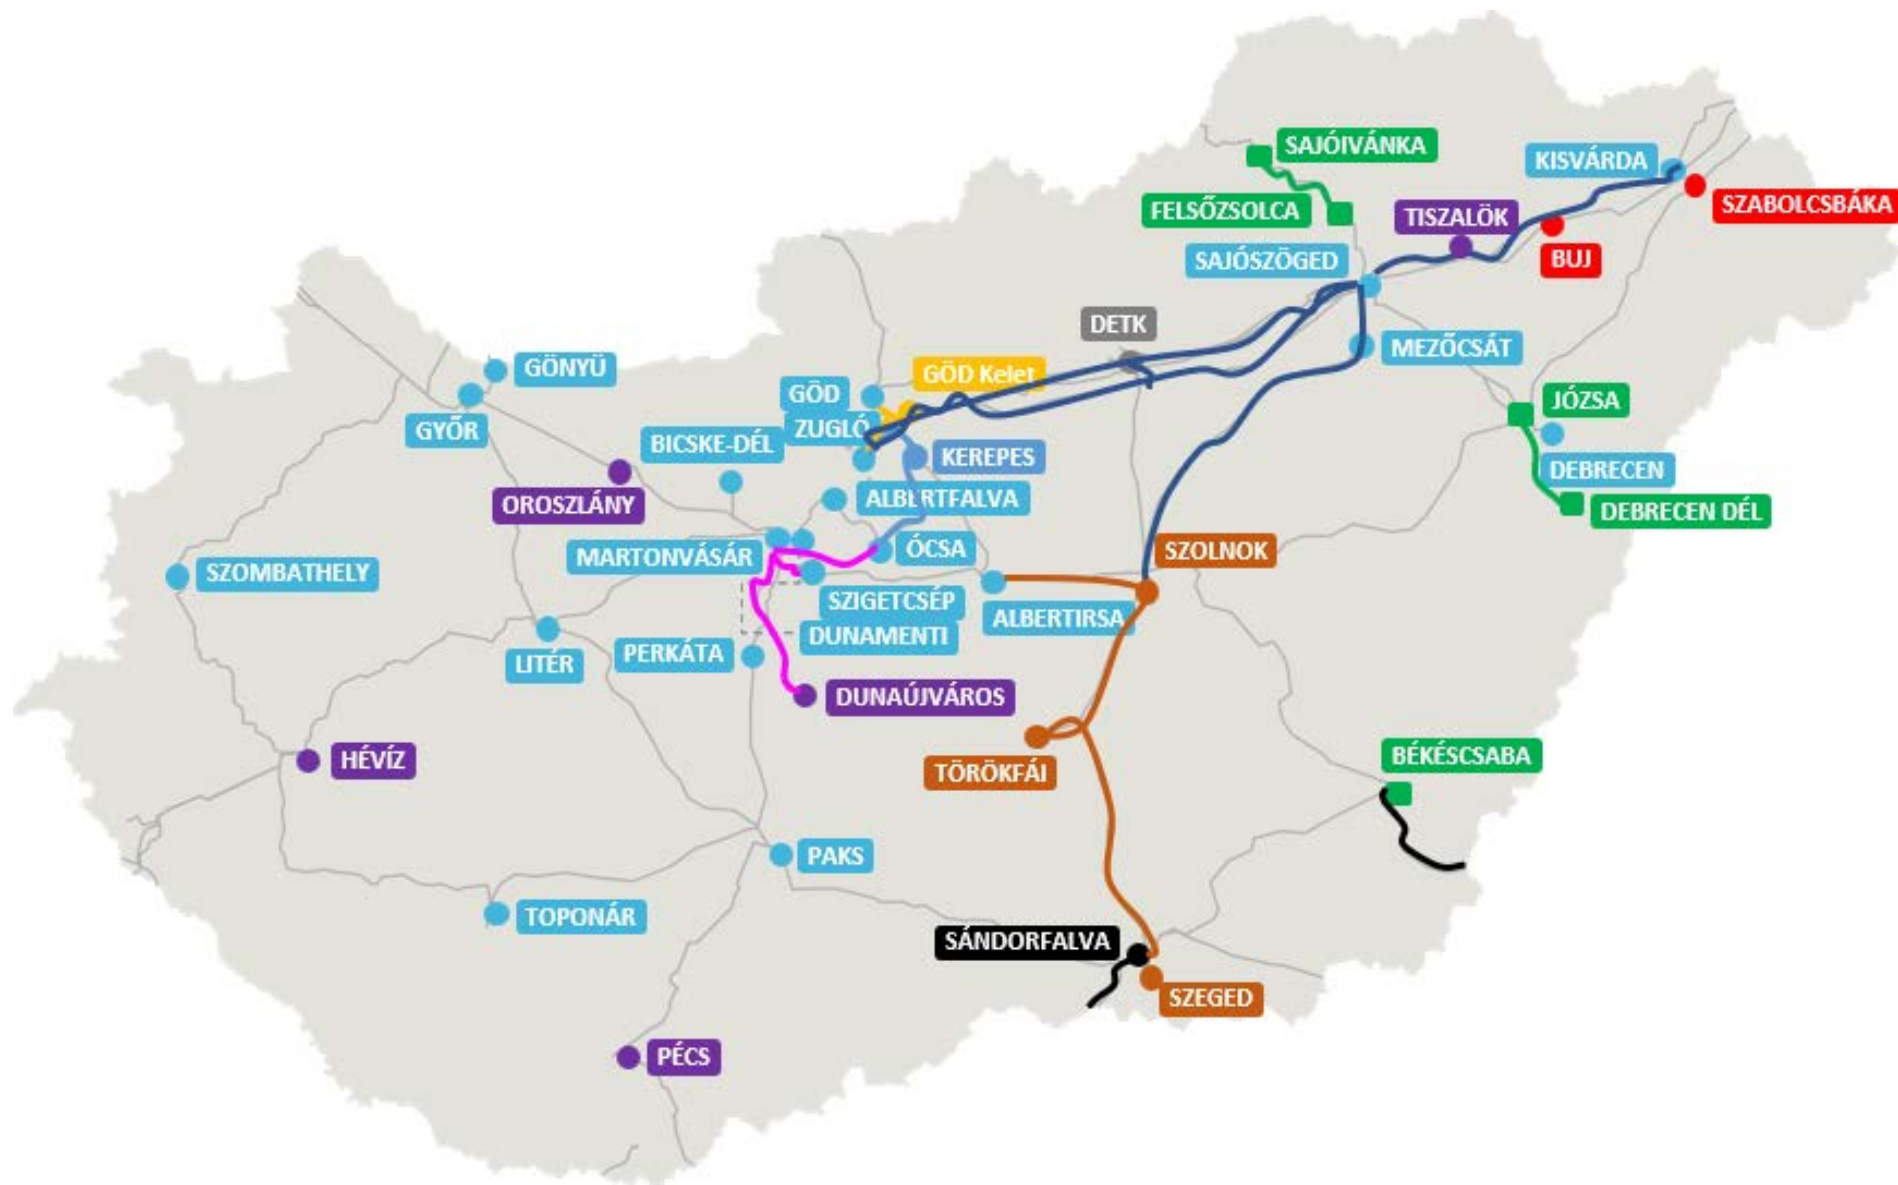 SAJÓIVÁNKA
KISVÁRDA
SZABOLCSBÁKA
FELSŐZSOLCA
TISZALÖK
BUJ
SAJÓSZÖGED
DETK
MEZŐCSÁT
GÖNYŰ
GÖD Kelet
GÖD
JÓZSA
GYŐR
ZUGLÓ
BICSKE-DÉL
KEREPES
DEBRECEN
OROSZLÁNY
ALBERTFALVA
DEBRECEN DÉL
MARTONVÁSÁR
ÓCSA
SZOLNOK
SZOMBATHELY
SZIGETCSÉP
ALBERTIRSA
DUNAMENTI
LITÉR
PERKÁTA
DUNAÚJVÁROS
HÉVÍZ
BÉKÉSCSABA
TÖRÖKFÁI
PAKS
TOPONÁR
SÁNDORFALVA
SZEGED
PÉCS